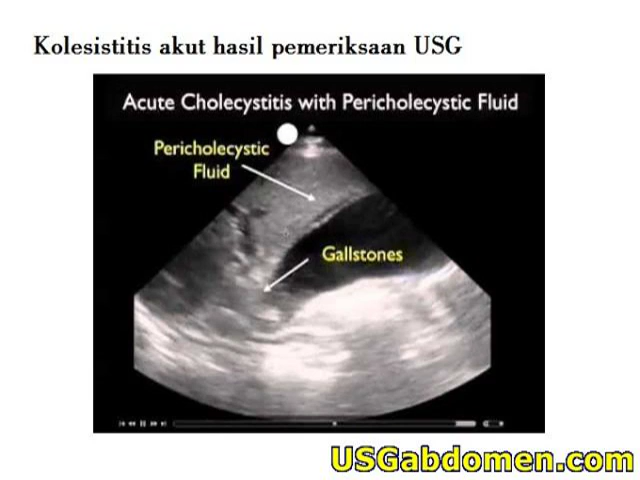 Kolesistitis akut hasil pemeriksaan USG
Acute Cholecystitis with Pericholecystic Fluid
Pericholecystic
Fluid
Gallstones
USGabdomen.com